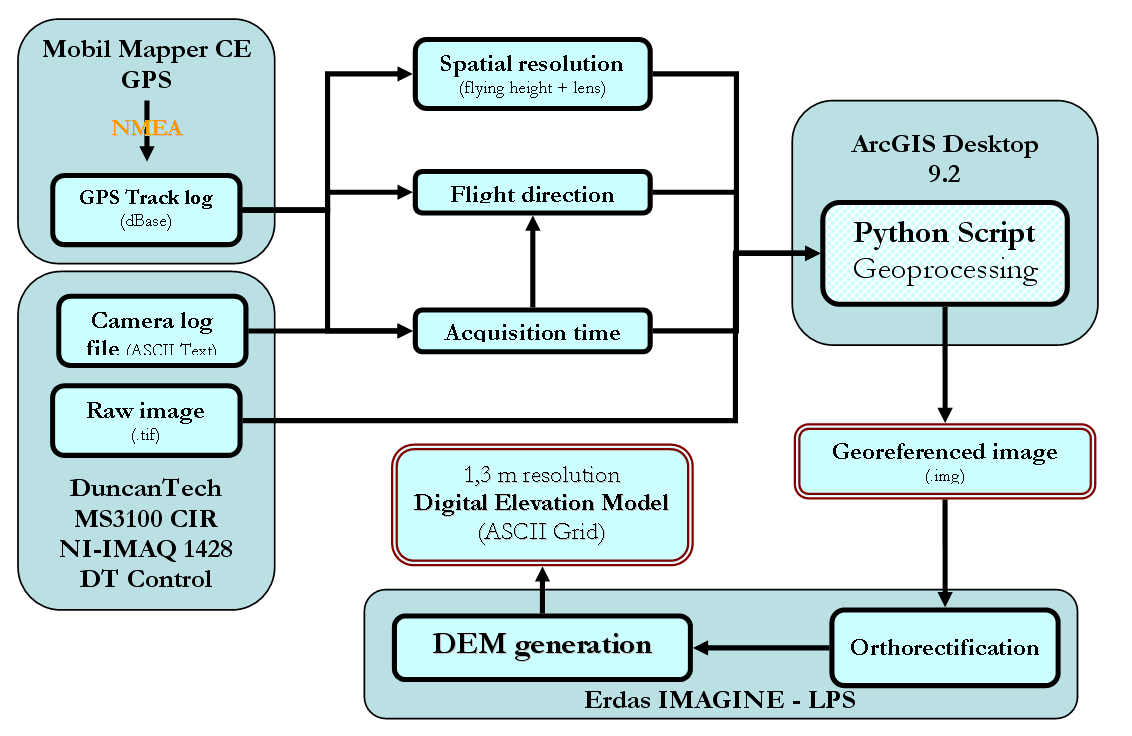 Mobil Mapper CE
GPS
NMEA
GPS Track log
(dBase)
Camera log
file (ASCII Text)
Raw image
(.tif)
DuncanTech
MS3100 CIR
NI-IMAQ 1428
DT Control
Spatial resolution
(flying height + lens)
Flight direction
Acquisition time
ArcGIS Desktop
9.2
Python Script
Geoprocessing
Georeferenced image
(.img)
1,3 m resolution
Digital Elevation Model
(ASCII Grid)
DEM generation
Orthorectification
Erdas IMAGINE - LPS